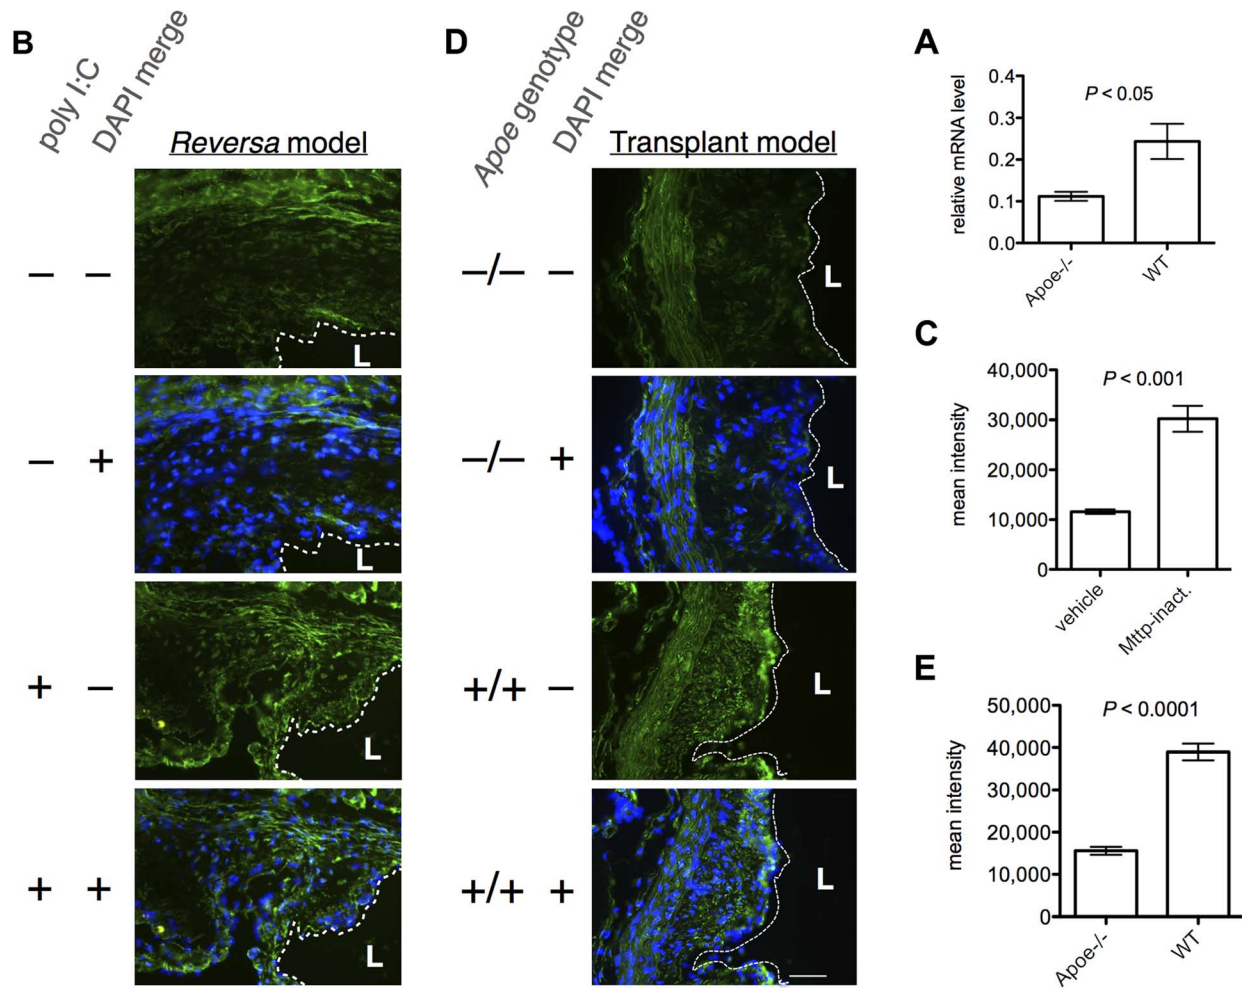 B
poly I:C
DAPI merge
Reversa model
– –
L
– +
L
+ –
L
+ +
L
D
Apoe genotype
DAPI merge
Transplant model
–/– –
L
–/– +
L
+/+ –
L
+/+ +
L
A
relative mRNA level
0.4
0.3
0.2
0.1
0.0
P < 0.05
Apoe-/-
WT
C
mean intensity
40,000
30,000
20,000
10,000
0
P < 0.001
vehicle
Mttp-inact.
E
mean intensity
50,000
40,000
30,000
20,000
10,000
0
P < 0.0001
Apoe-/-
WT